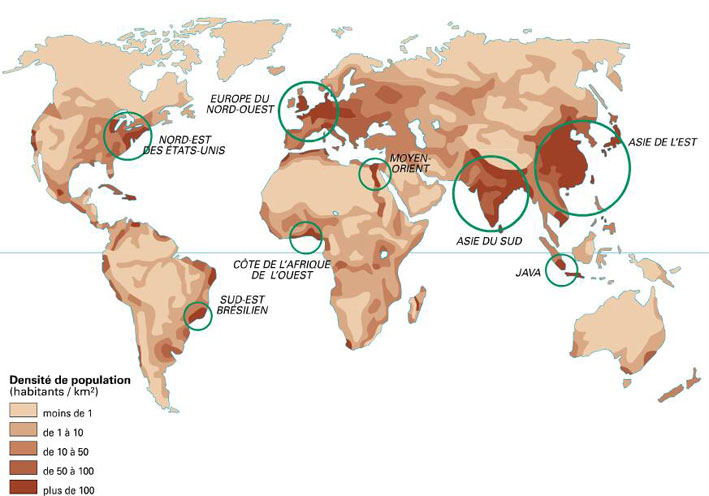 EUROPE DU
NORD-OUEST
NORD-EST
DES ÉTATS-UNIS
MOYEN-
ORIENT
ASIE DE L'EST
ASIE DU SUD
CÔTE DE L'AFRIQUE
DE L'OUEST
JAVA
SUD-EST
BRÉSILIEN
Densité de population
(habitants / km²)
moins de 1
de 1 à 10
de 10 à 50
de 50 à 100
plus de 100